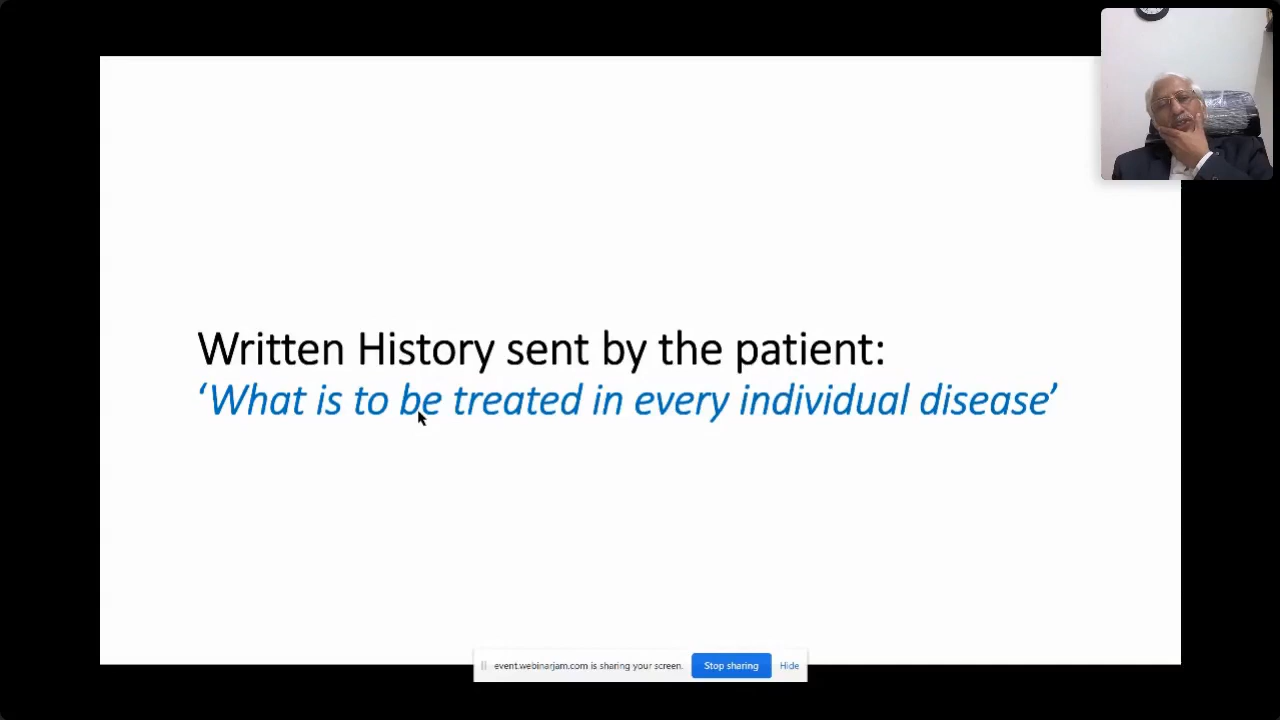 Written History sent by the patient:
‘What is to be treated in every individual disease’
event.webinarjam.com is sharing your screen. Stop sharing Hide